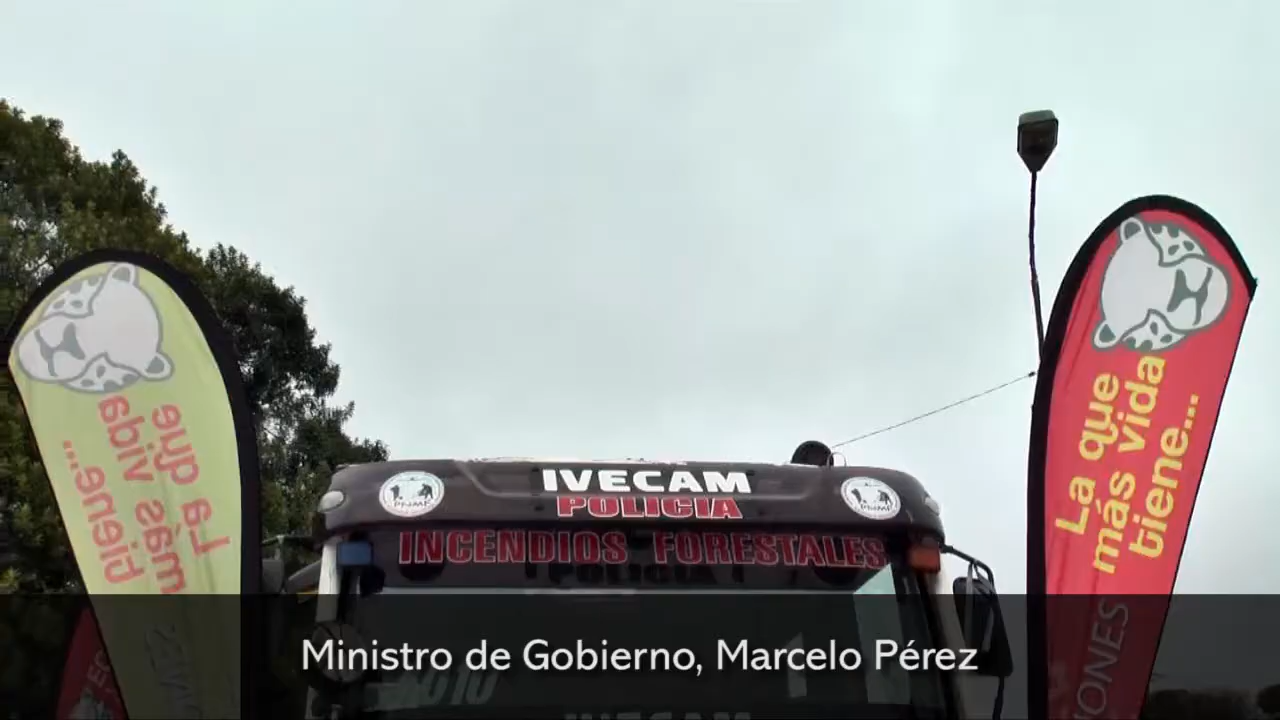 IVECAM
POLICIA
INCENDIOS FORESTALES
La que
más vida
tiene...
La que
más vida
tiene...
Ministro de Gobierno, Marcelo Pérez